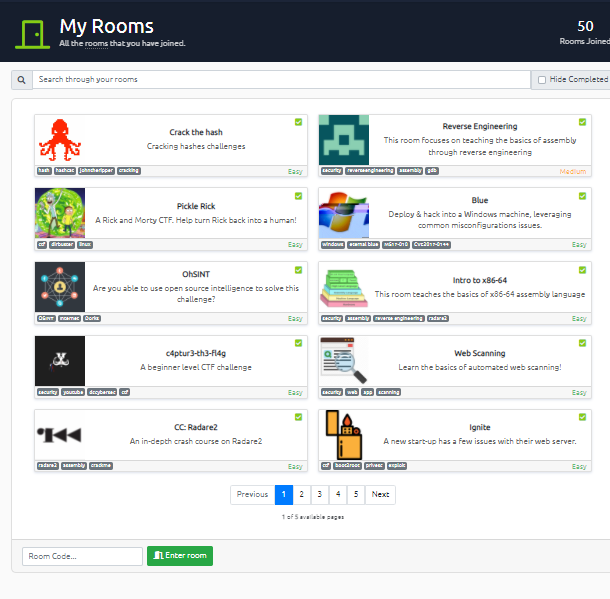 My Rooms
All the rooms that you have joined.
50
Rooms Joined
Search through your rooms
Hide Completed
Crack the hash
Cracking hashes challenges
hash hashcat johntheripper cracking
Easy
Reverse Engineering
This room focuses on teaching the basics of assembly
through reverse engineering
security reverseengineering assembly gdb
Medium
Pickle Rick
A Rick and Morty CTF. Help turn Rick back into a human!
ctf dirbuster linux
Easy
Blue
Deploy & hack into a Windows machine, leveraging
common misconfigurations issues.
windows eternal blue MS17-010 CVE2017-0144
Easy
OhSINT
Are you able to use open source intelligence to solve this
challenge?
OSINT Internet Dorks
Easy
Intro to x86-64
This room teaches the basics of x86-64 assembly language
security assembly reverse engineering radare2
Easy
c4ptur3-th3-fl4g
A beginner level CTF challenge
security youtube dccybersec ctf
Easy
Web Scanning
Learn the basics of automated web scanning!
security web app scanning
Easy
CC: Radare2
An in-depth crash course on Radare2
radare2 assembly crackme
Easy
Ignite
A new start-up has a few issues with their web server.
ctf boot2root privesc exploit
Easy
Previous 1 2 3 4 5 Next
1 of 5 available pages
Room Code...
Enter room